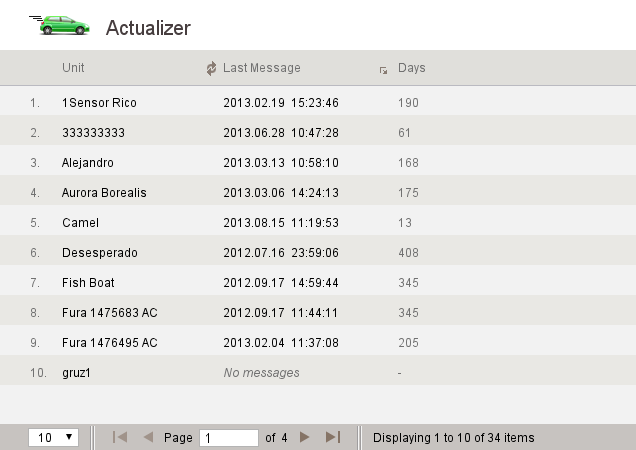 Actualizer
Unit Last Message Days
1. 1Sensor Rico 2013.02.19 15:23:46 190
2. 333333333 2013.06.28 10:47:28 61
3. Alejandro 2013.03.13 10:58:10 168
4. Aurora Borealis 2013.03.06 14:24:13 175
5. Camel 2013.08.15 11:19:53 13
6. Desesperado 2012.07.16 23:59:06 408
7. Fish Boat 2012.09.17 14:59:44 345
8. Fura 1475683 AC 2012.09.17 11:44:11 345
9. Fura 1476495 AC 2013.02.04 11:37:08 205
10. gruz1 No messages -
10 Page 1 of 4 Displaying 1 to 10 of 34 items